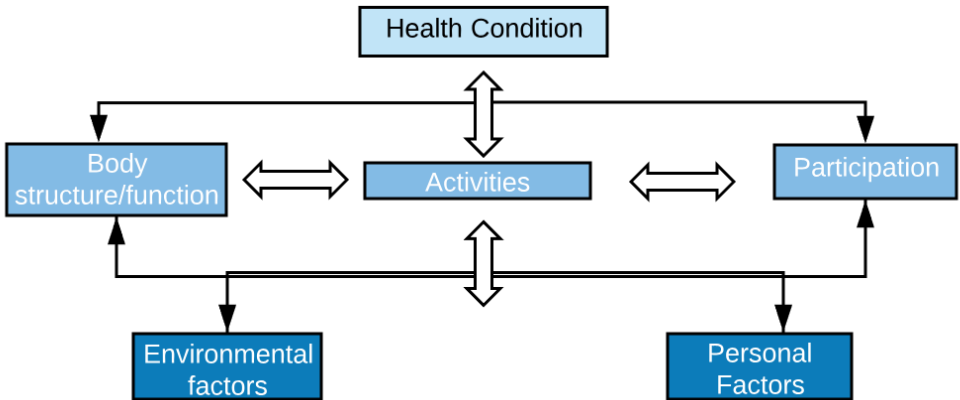 Health Condition
Body
structure/function
Activities
Participation
Environmental
factors
Personal
Factors